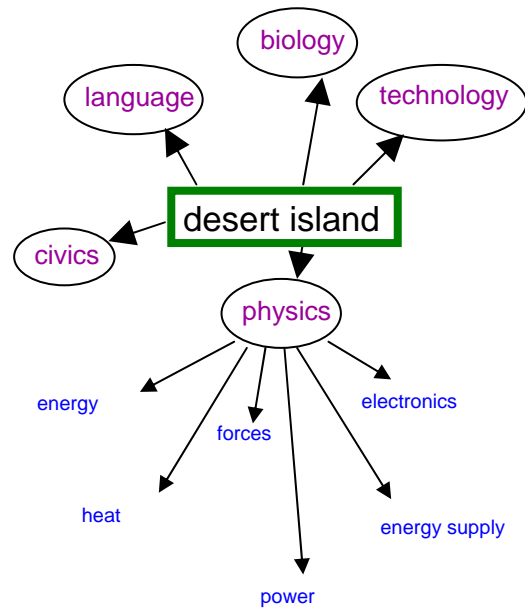 biology
language
technology
desert island
civics
physics
energy
electronics
forces
heat
energy supply
power